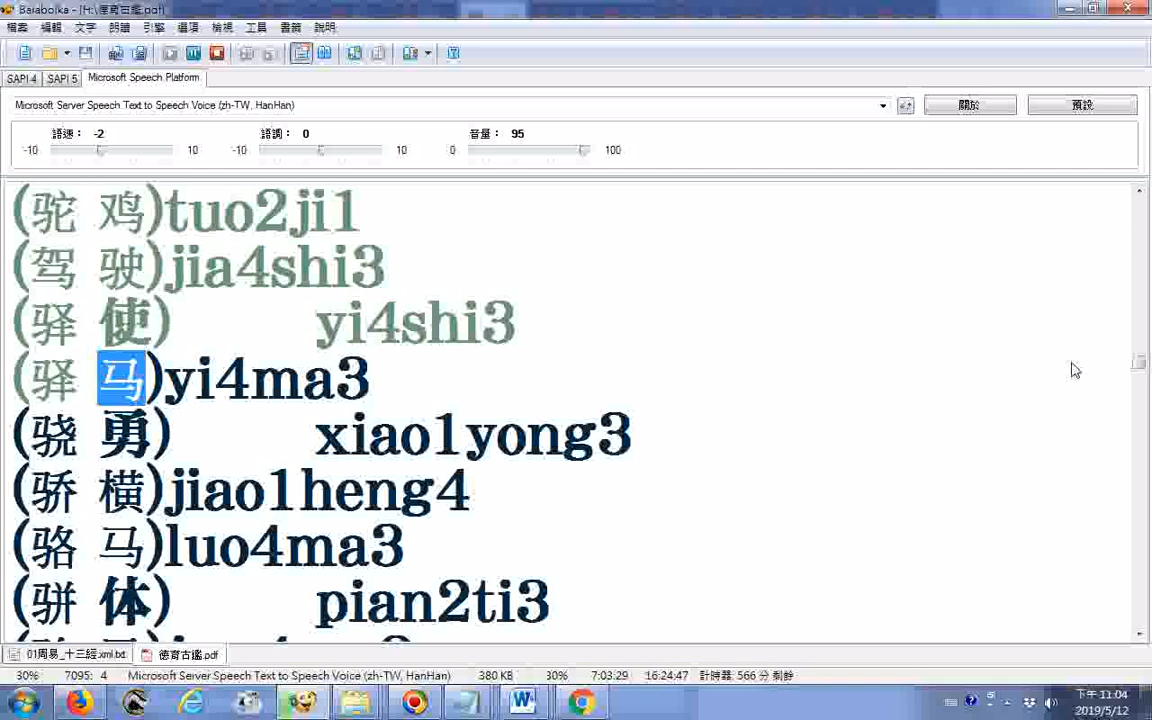 Balabolka - [H:\德育古鑑.pdf]
檔案 編輯 文字 朗讀 引擎 選項 檢視 工具 書籤 說明
SAPI 4 SAPI 5 Microsoft Speech Platform
Microsoft Server Speech Text to Speech Voice (zh-TW, HanHan) 關於 預設
語速： -2 語調： 0 音量： 95
-10 10 -10 10 0 100
(驼 鸡)tuo2ji1
(驾 驶)jia4shi3
(驿 使) yi4shi3
(驿 马)yi4ma3
(骁 勇) xiao1yong3
(骄 横)jiao1heng4
(骆 马)luo4ma3
(骈 体) pian2ti3
01周易_十三經.xml.txt 德育古鑑.pdf
30% 7095: 4 Microsoft Server Speech Text to Speech Voice (zh-TW, HanHan) 380 KB 30% 7:03:29 16:24:47 計時器: 566 分 剩餘
下午 11:04
2019/5/12